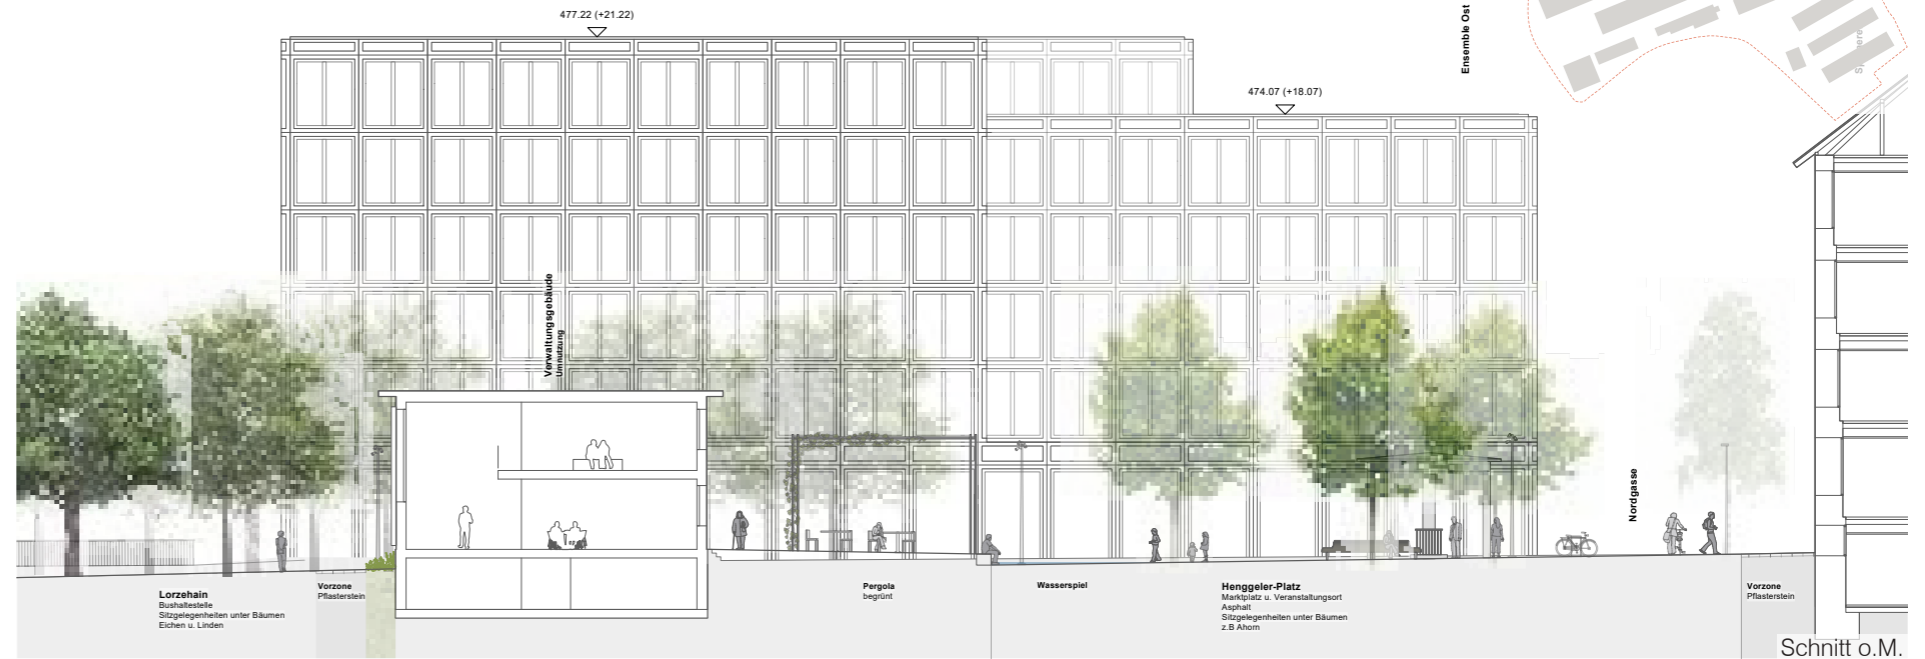 477.22 (+21.22)
Ensemble Ost
474.07 (+18.07)
Verwaltungsgebäude
Umnutzung
Nordgasse
Lorzehain
Bushaltestelle
Sitzgelegenheiten unter Bäumen
Eichen u. Linden
Vorzone
Pflasterstein
Pergola
begrünt
Wasserspiel
Henggeler-Platz
Marktplatz u. Veranstaltungsort
Asphalt
Sitzgelegenheiten unter Bäumen
z.B Ahorn
Vorzone
Pflasterstein
Schnitt o.M.